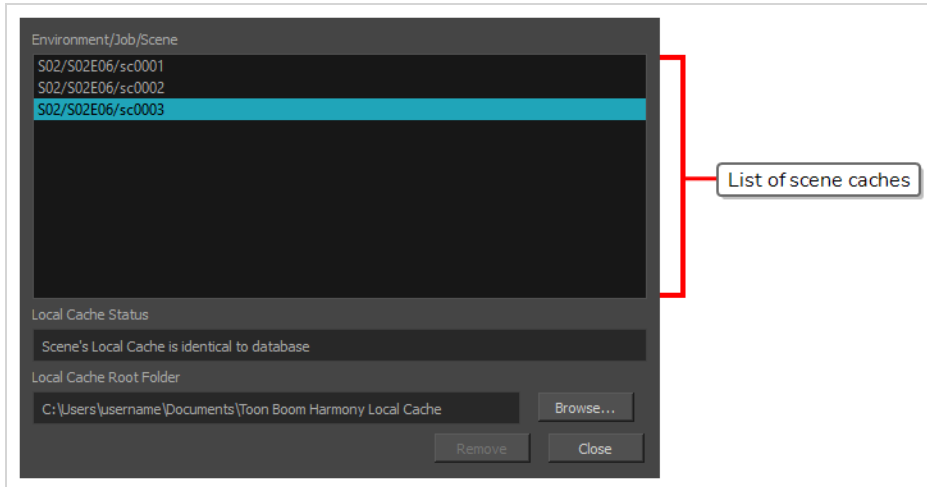 Environment/Job/Scene
S02/S02E06/sc0001
S02/S02E06/sc0002
S02/S02E06/sc0003
List of scene caches
Local Cache Status
Scene's Local Cache is identical to database
Local Cache Root Folder
C:\Users\username\Documents\Toon Boom Harmony Local Cache
Browse...
Remove
Close